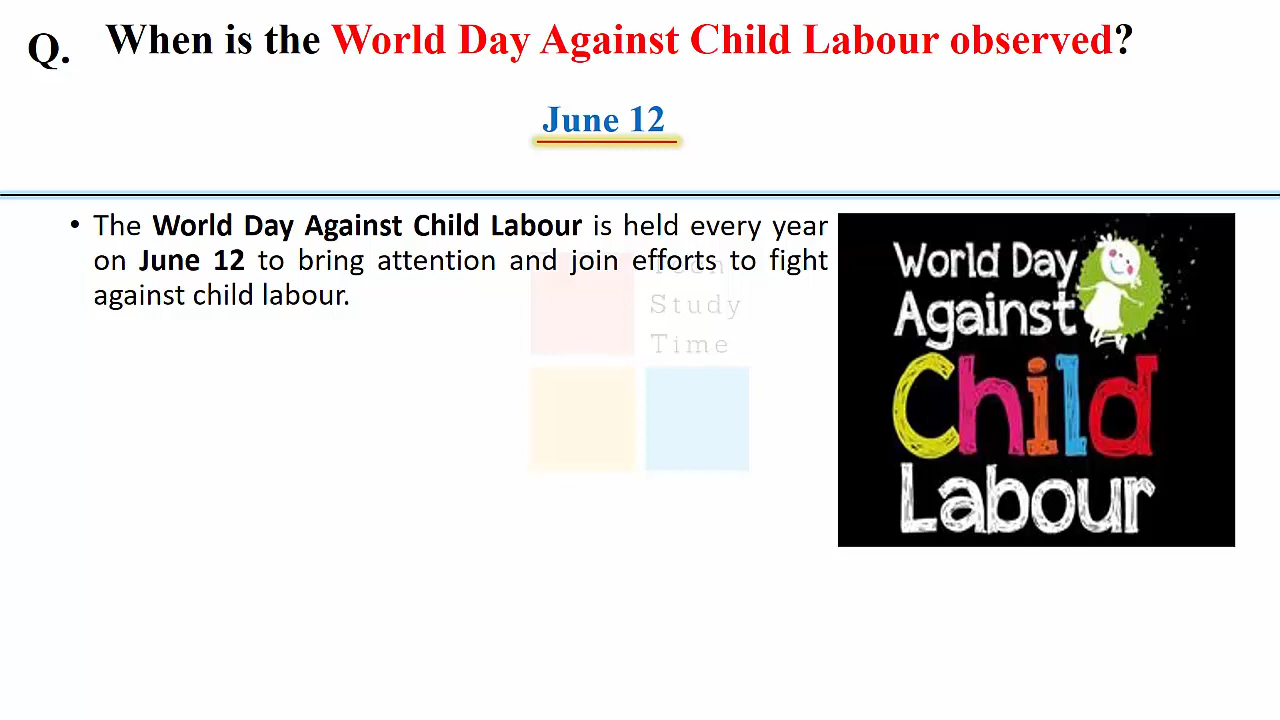 Q. When is the World Day Against Child Labour observed?
June 12
• The World Day Against Child Labour is held every year
on June 12 to bring attention and join efforts to fight
against child labour.
Study
Time
World Day
Against
Child
Labour